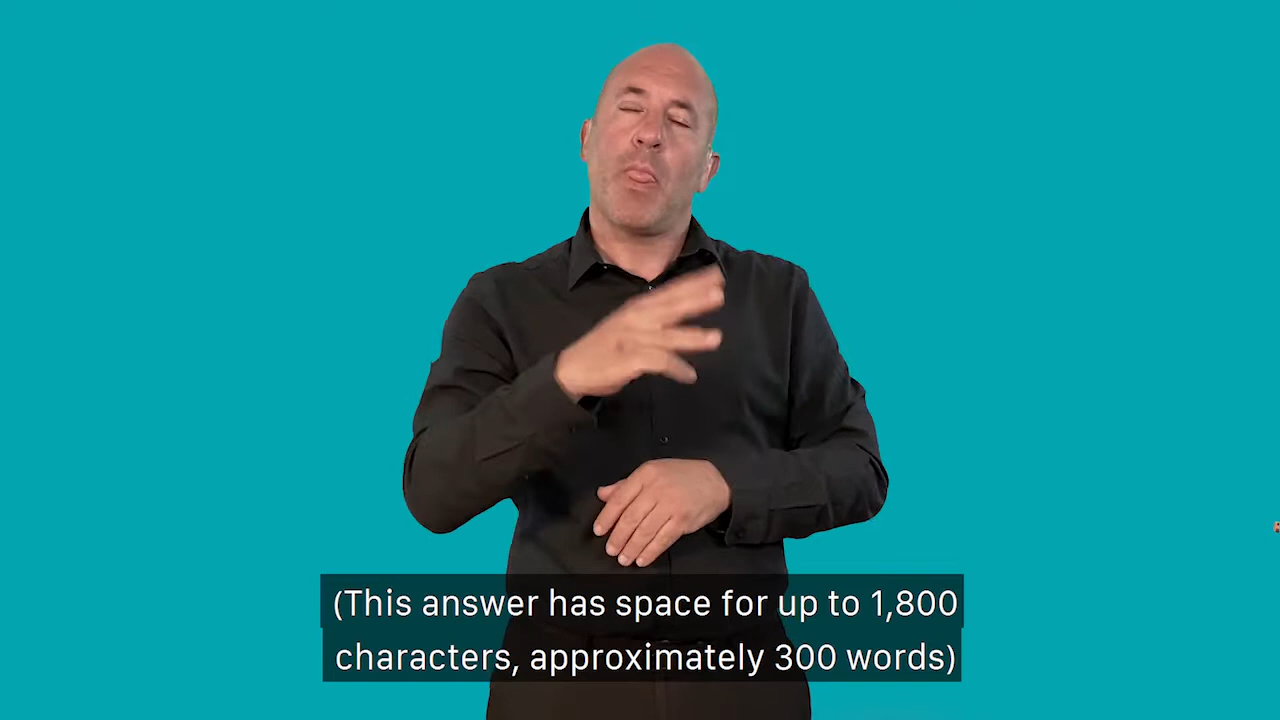 (This answer has space for up to 1,800
characters, approximately 300 words)